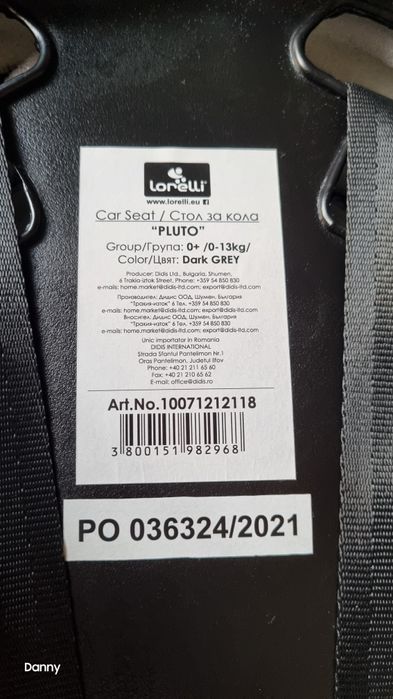 lorelli
www.lorelli.eu
Car Seat / Стол за кола
“PLUTO”
Group/Група: 0+ /0-13kg/
Color/Цвят: Dark GREY
Producer: Didis Ltd., Bulgaria, Shumen,
6 Trakia-iztok Street, Phone: +359 54 850 830
e-mails: home.market@didis-ltd.com; export@didis-ltd.com
Производител: Дидис ООД, Шумен, България
"Тракия-изток" 6 Тел. +359 54 850 830
e-mails: home.market@didis-ltd.com; export@didis-ltd.com
Вносител: Дидис ООД, Шумен, България
"Тракия-изток" 6 Тел. +359 54 850 830
e-mails: home.market@didis-ltd.com; export@didis-ltd.com
Unic importator in Romania
DIDIS INTERNATIONAL
Strada Sfantul Pantelimon Nr.1
Oras Pantelimon, Judetul Ilfov
Phone: +40 21 211 65 60
Fax: +40 21 210 65 62
E-mail: office@didis.ro
Art.No.10071212118
3 800151 982968
PO 036324/2021
Danny